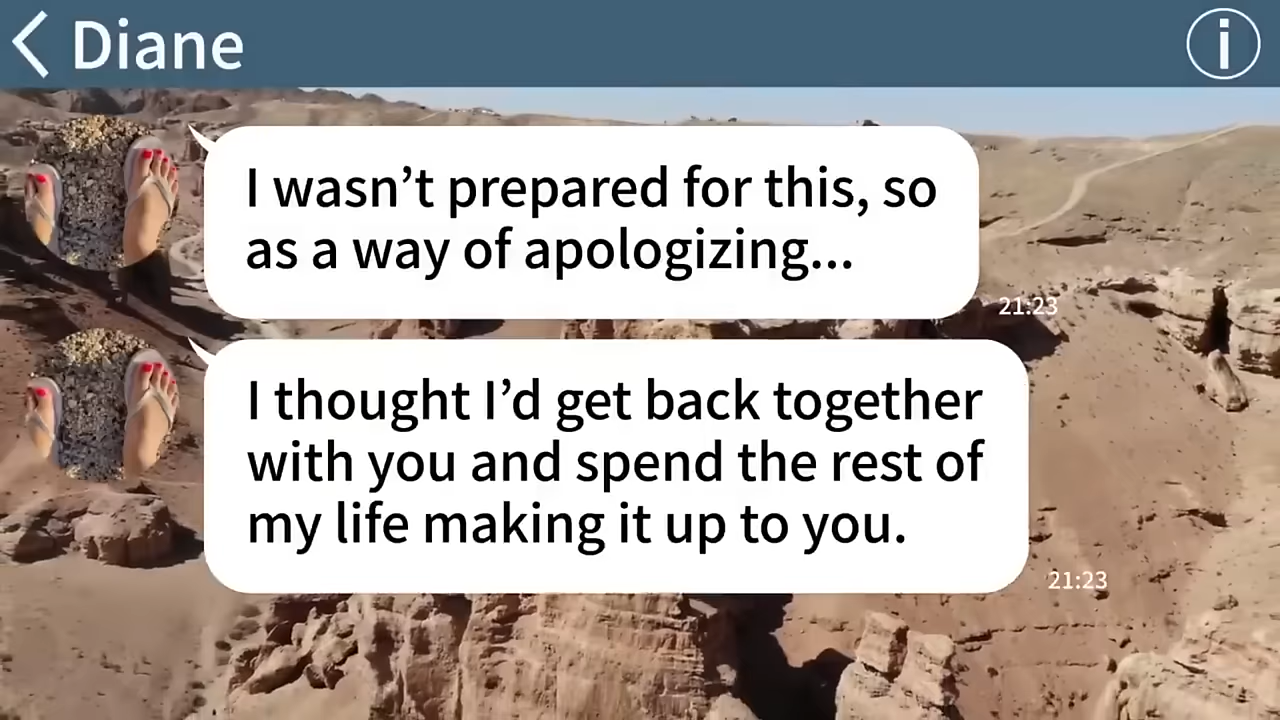 Diane
I wasn’t prepared for this, so
as a way of apologizing...
21:23
I thought I’d get back together
with you and spend the rest of
my life making it up to you.
21:23